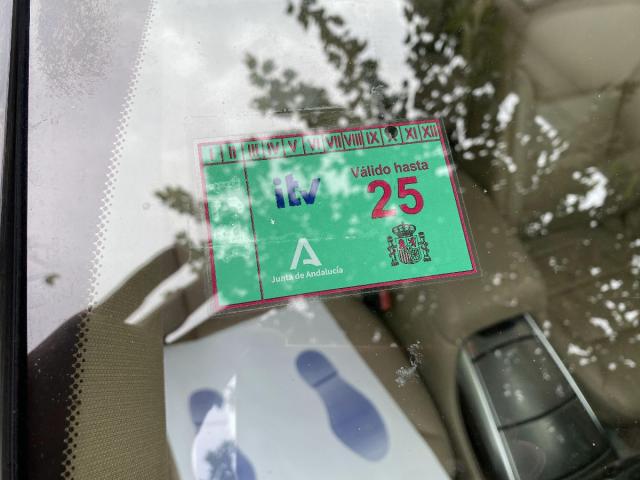 I II III IV V VI VII VIII IX X XI XII
itv
Válido hasta
25
Junta de Andalucía